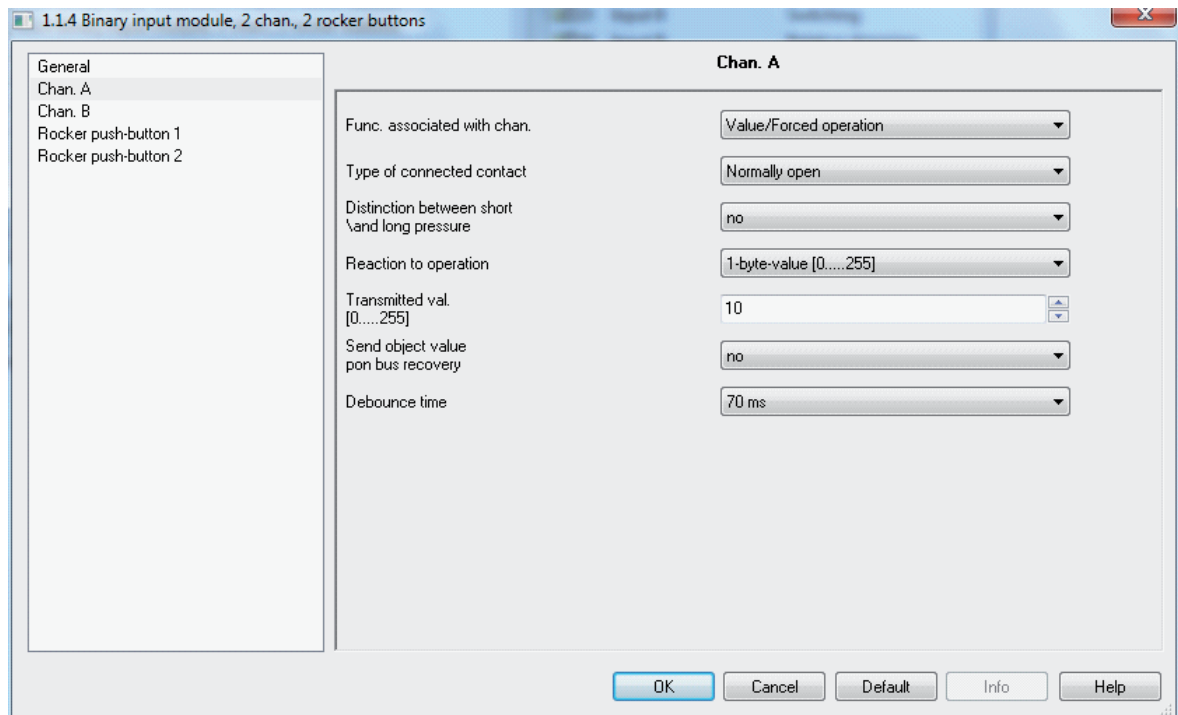 1.1.4 Binary input module, 2 chan., 2 rocker buttons
General
Chan. A
Chan. B
Rocker push-button 1
Rocker push-button 2
Chan. A
Func. associated with chan.
Value/Forced operation
Type of connected contact
Normally open
Distinction between short
\and long pressure
no
Reaction to operation
1-byte-value [0.....255]
Transmitted val.
[0.....255]
10
Send object value
pon bus recovery
no
Debounce time
70 ms
OK
Cancel
Default
Info
Help